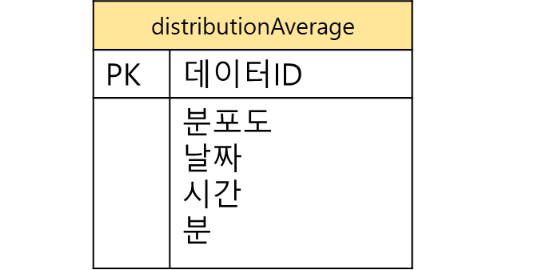 distributionAverage
PK 데이터ID
분포도
날짜
시간
분